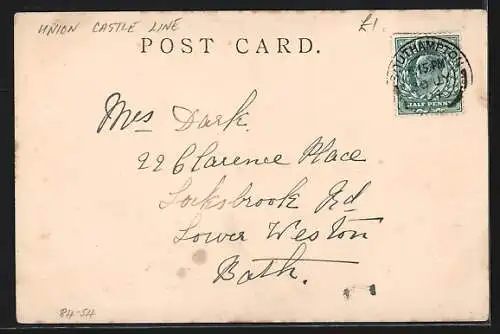 UNION CASTLE LINE
£1.
POST CARD.
SOUTHAMPTON
HALF PENNY
Mrs Dark.
22 Clarence Place
Locksbrook Rd
Lower Weston
Bath.
84-54